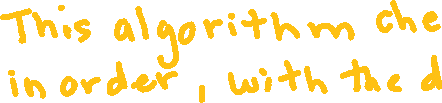 This algorithm che
in order, with the d